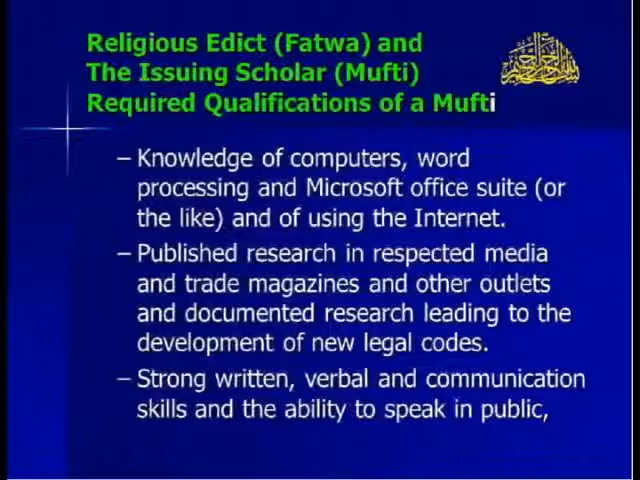 Religious Edict (Fatwa) and
The Issuing Scholar (Mufti)
Required Qualifications of a Mufti
– Knowledge of computers, word
processing and Microsoft office suite (or
the like) and of using the Internet.
– Published research in respected media
and trade magazines and other outlets
and documented research leading to the
development of new legal codes.
– Strong written, verbal and communication
skills and the ability to speak in public,